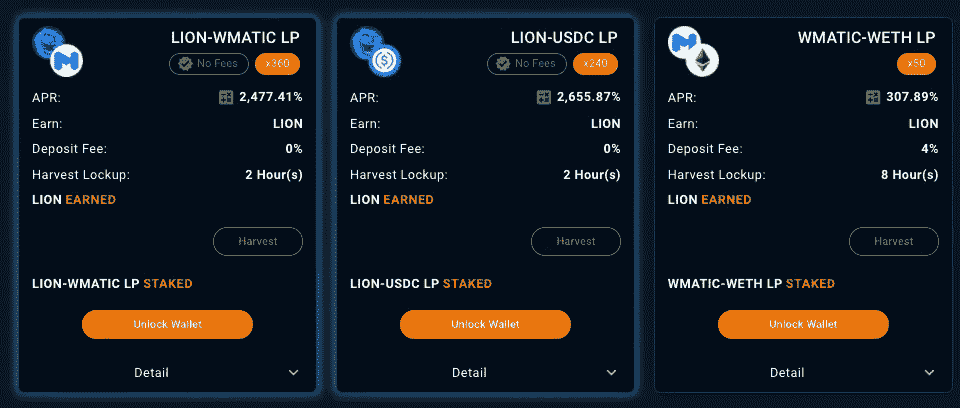 LION-WMATIC LP
No Fees x360
APR: 2,477.41%
Earn: LION
Deposit Fee: 0%
Harvest Lockup: 2 Hour(s)
LION EARNED
Harvest
LION-WMATIC LP STAKED
Unlock Wallet
Detail
LION-USDC LP
No Fees x240
APR: 2,655.87%
Earn: LION
Deposit Fee: 0%
Harvest Lockup: 2 Hour(s)
LION EARNED
Harvest
LION-USDC LP STAKED
Unlock Wallet
Detail
WMATIC-WETH LP
x50
APR: 307.89%
Earn: LION
Deposit Fee: 4%
Harvest Lockup: 8 Hour(s)
LION EARNED
Harvest
WMATIC-WETH LP STAKED
Unlock Wallet
Detail